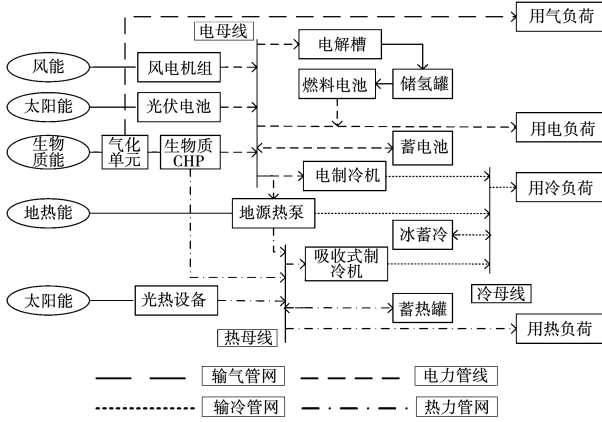 用气负荷
电母线
电解槽
风能
风电机组
燃料电池
储氢罐
太阳能
光伏电池
用电负荷
生物
质能
气化
单元
生物质
CHP
蓄电池
电制冷机
用冷负荷
地热能
地源热泵
冰蓄冷
吸收式制
冷机
太阳能
光热设备
冷母线
蓄热罐
热母线
用热负荷
输气管网
电力管线
输冷管网
热力管网